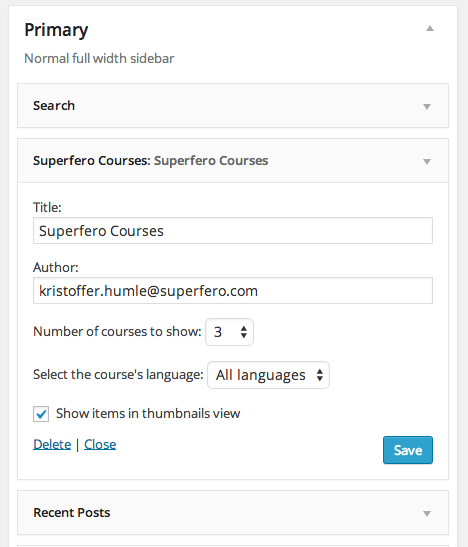 Primary
Normal full width sidebar
Search
Superfero Courses: Superfero Courses
Title:
Superfero Courses
Author:
kristoffer.humle@superfero.com
Number of courses to show: 3
Select the course's language: All languages
Show items in thumbnails view
Delete | Close
Save
Recent Posts